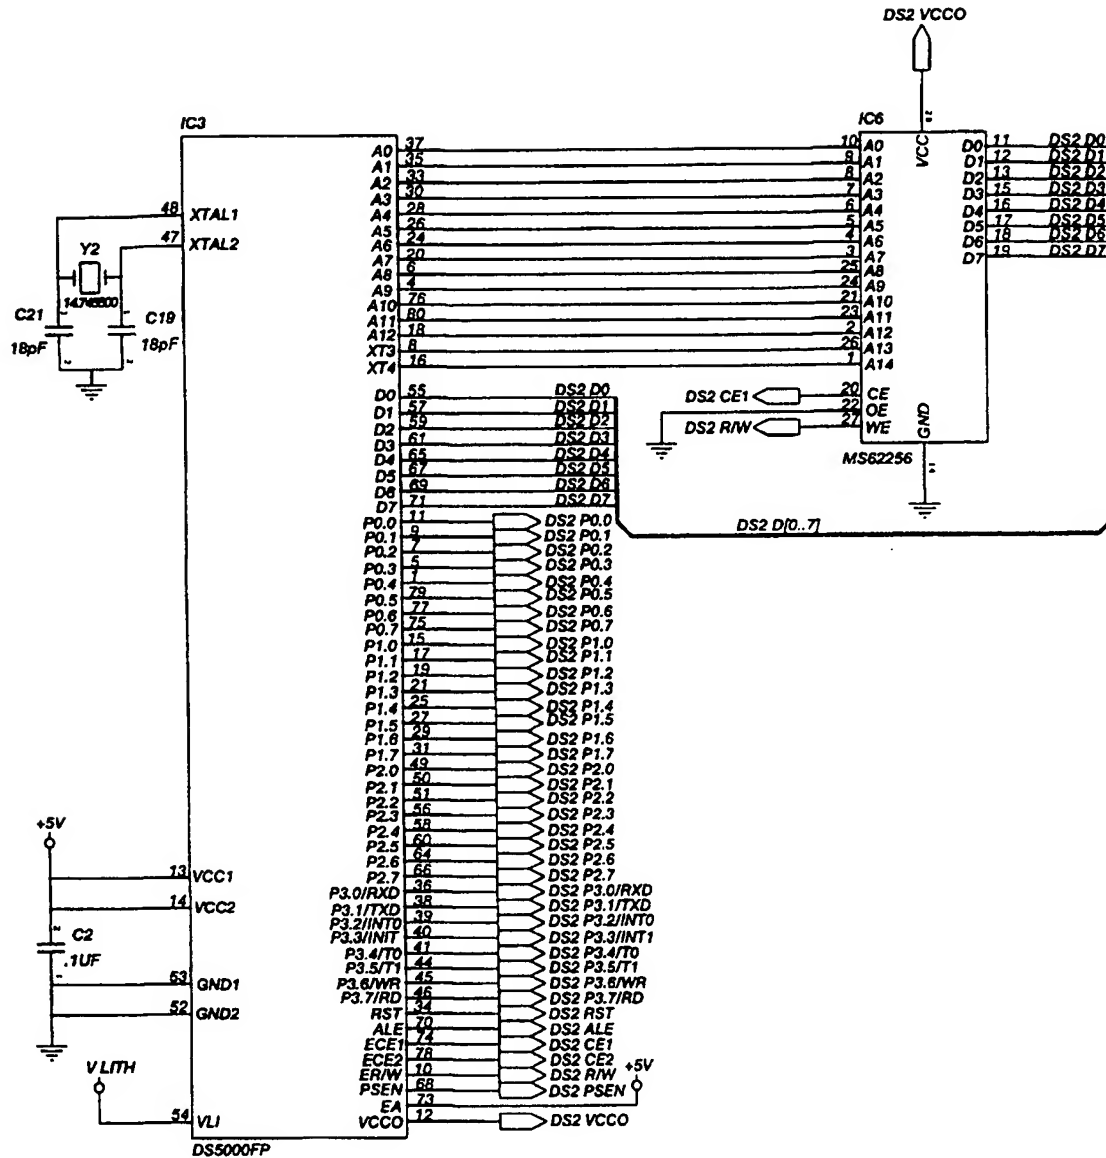 DS2 VCCO
IC3
IC6
A0 37 10 A0 D0 11 DS2 D0
A1 35 9 A1 D1 12 DS2 D1
A2 33 8 A2 D2 13 DS2 D2
A3 30 7 A3 D3 15 DS2 D3
A4 28 6 A4 D4 16 DS2 D4
A5 26 5 A5 D5 17 DS2 D5
A6 24 4 A6 D6 18 DS2 D6
A7 20 3 A7 D7 19 DS2 D7
A8 6 25 A8
A9 4 24 A9
A10 76 21 A10
A11 80 23 A11
A12 18 2 A12
XT3 8 26 A13
XT4 16 1 A14
VCC
48 XTAL1
47 XTAL2
Y2
C21
C19
18pF
18pF
DS2 CE1 20 CE
22 OE
DS2 R/W 27 WE
GND
MS62256
D0 55 DS2 D0
D1 57 DS2 D1
D2 59 DS2 D2
D3 61 DS2 D3
D4 65 DS2 D4
D5 67 DS2 D5
D6 69 DS2 D6
D7 71 DS2 D7
DS2 D[0..7]
P0.0 11 DS2 P0.0
P0.1 9 DS2 P0.1
P0.2 7 DS2 P0.2
P0.3 5 DS2 P0.3
P0.4 1 DS2 P0.4
P0.5 79 DS2 P0.5
P0.6 77 DS2 P0.6
P0.7 75 DS2 P0.7
P1.0 15 DS2 P1.0
P1.1 17 DS2 P1.1
P1.2 19 DS2 P1.2
P1.3 21 DS2 P1.3
P1.4 25 DS2 P1.4
P1.5 27 DS2 P1.5
P1.6 29 DS2 P1.6
P1.7 31 DS2 P1.7
P2.0 49 DS2 P2.0
P2.1 50 DS2 P2.1
P2.2 51 DS2 P2.2
P2.3 56 DS2 P2.3
P2.4 58 DS2 P2.4
P2.5 60 DS2 P2.5
P2.6 64 DS2 P2.6
P2.7 66 DS2 P2.7
P3.0/RXD 36 DS2 P3.0/RXD
P3.1/TXD 38 DS2 P3.1/TXD
P3.2/INT0 39 DS2 P3.2/INT0
P3.3/INIT 40 DS2 P3.3/INT1
P3.4/T0 41 DS2 P3.4/T0
P3.5/T1 44 DS2 P3.5/T1
P3.6/WR 45 DS2 P3.6/WR
P3.7/RD 46 DS2 P3.7/RD
RST 34 DS2 RST
ALE 70 DS2 ALE
ECE1 74 DS2 CE1
ECE2 78 DS2 CE2
ER/W 10 DS2 R/W
PSEN 68 DS2 PSEN
EA 73 +5V
VCCO 12 DS2 VCCO
+5V
13 VCC1
14 VCC2
C2
.1UF
63 GND1
52 GND2
V LITH
54 VLI
DS5000FP